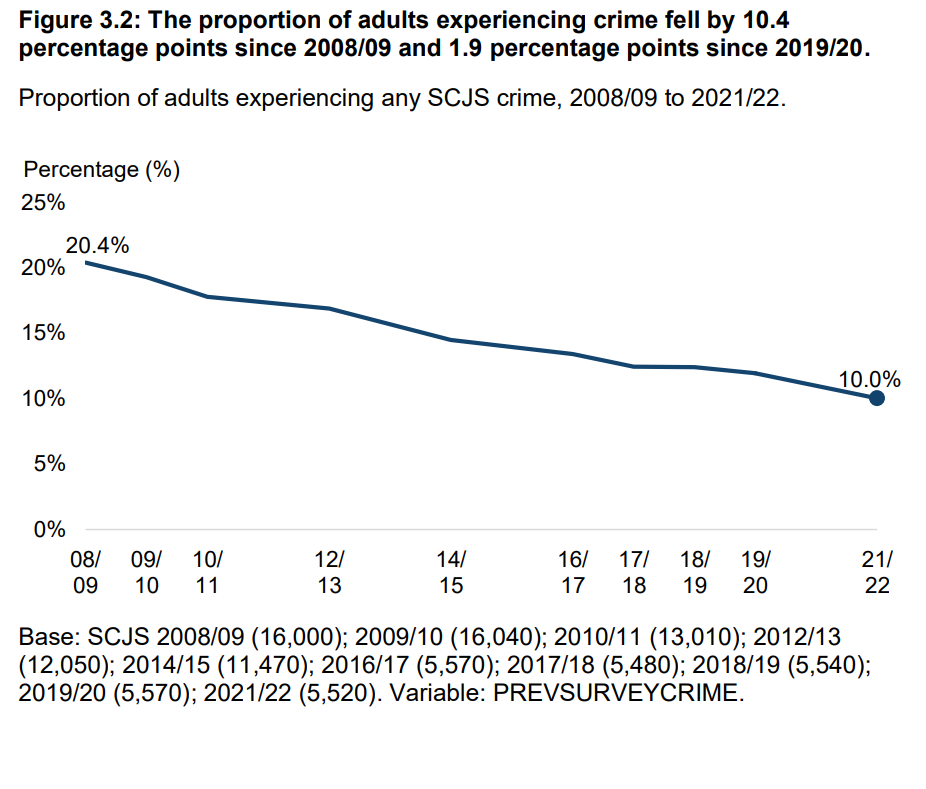 Figure 3.2: The proportion of adults experiencing crime fell by 10.4
percentage points since 2008/09 and 1.9 percentage points since 2019/20.
Proportion of adults experiencing any SCJS crime, 2008/09 to 2021/22.
Percentage (%)
25%
20.4%
20%
15%
10.0%
10%
5%
0%
08/ 09/ 10/ 12/ 14/ 16/ 17/ 18/ 19/ 21/
09 10 11 13 15 17 18 19 20 22
Base: SCJS 2008/09 (16,000); 2009/10 (16,040); 2010/11 (13,010); 2012/13
(12,050); 2014/15 (11,470); 2016/17 (5,570); 2017/18 (5,480); 2018/19 (5,540);
2019/20 (5,570); 2021/22 (5,520). Variable: PREVSURVEYCRIME.